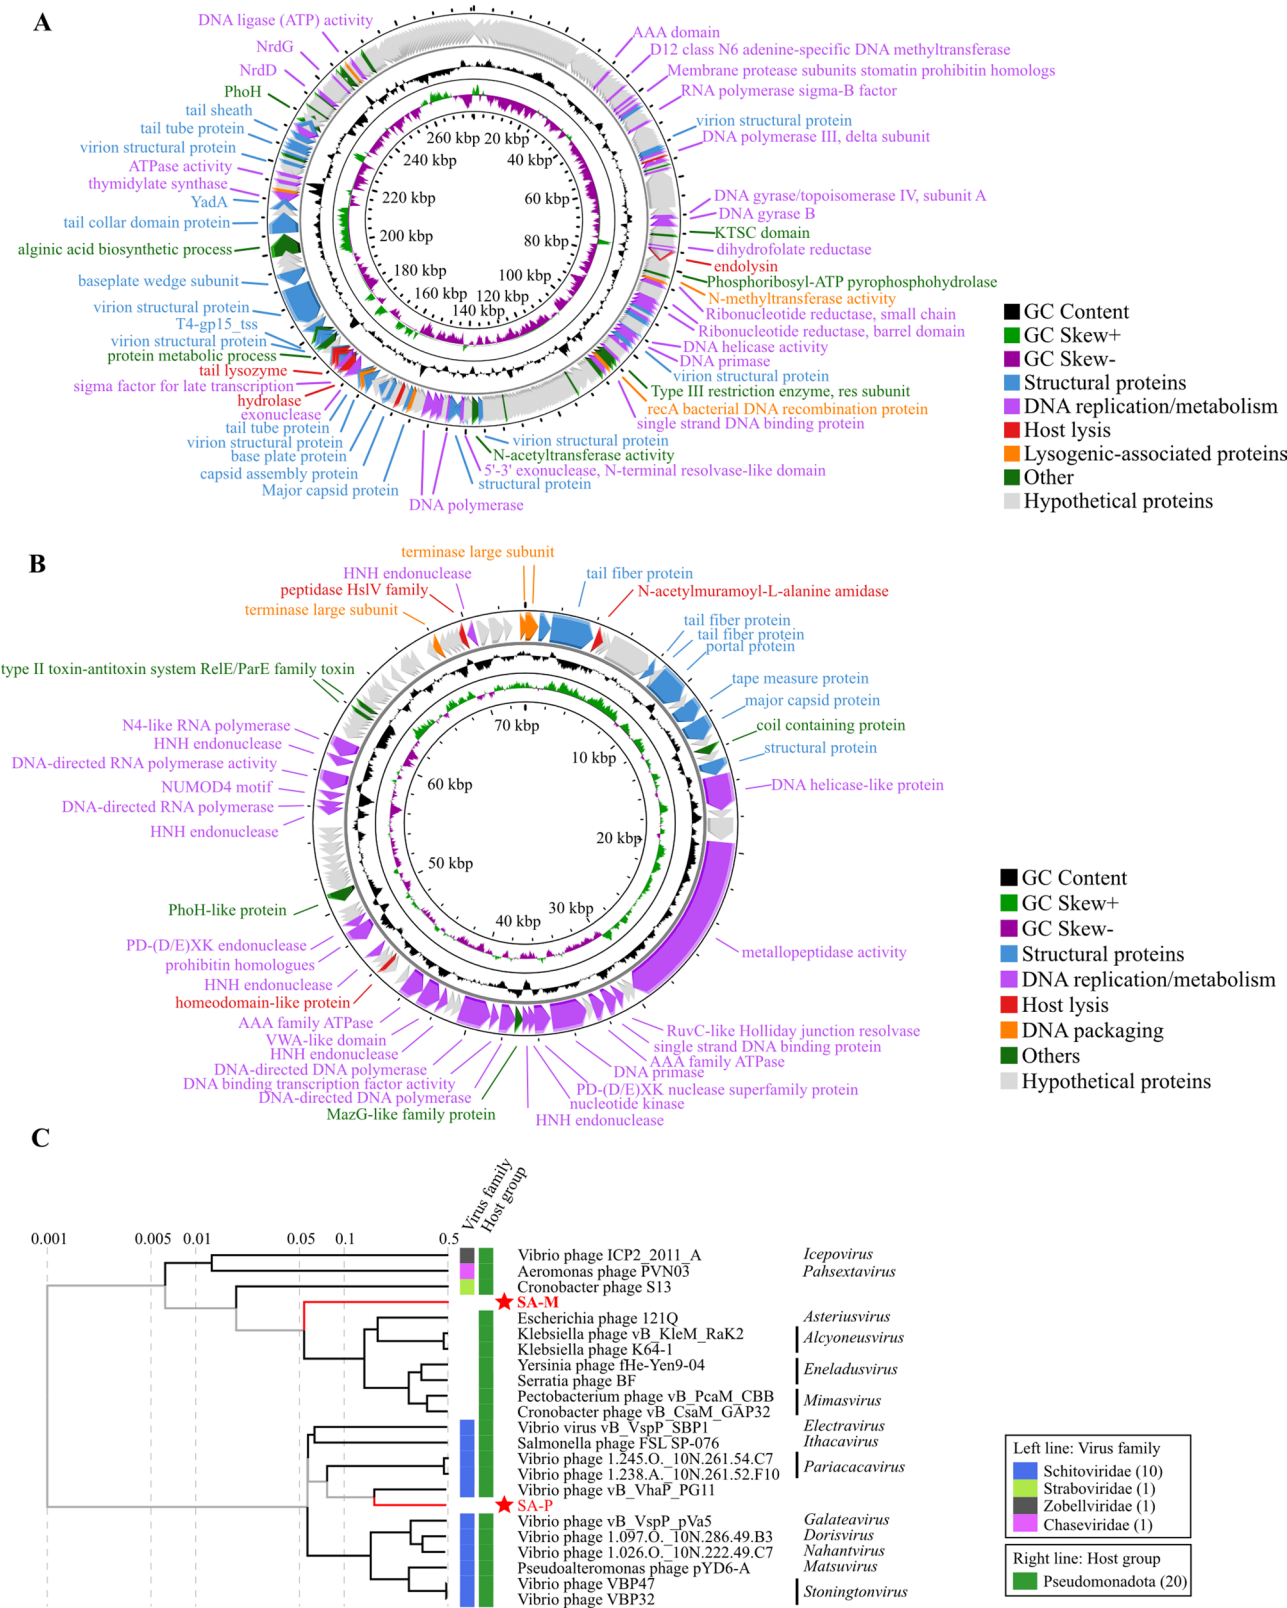 A
DNA ligase (ATP) activity
NrdG
NrdD
PhoH
tail sheath
tail tube protein
virion structural protein
ATPase activity
thymidylate synthase
YadA
tail collar domain protein
alginic acid biosynthetic process
baseplate wedge subunit
virion structural protein
T4-gp15_tss
virion structural protein
protein metabolic process
tail lysozyme
sigma factor for late transcription
hydrolase
exonuclease
tail tube protein
virion structural protein
base plate protein
capsid assembly protein
Major capsid protein
DNA polymerase
AAA domain
D12 class N6 adenine-specific DNA methyltransferase
Membrane protease subunits stomatin prohibitin homologs
RNA polymerase sigma-B factor
virion structural protein
DNA polymerase III, delta subunit
DNA gyrase/topoisomerase IV, subunit A
DNA gyrase B
KTSC domain
dihydrofolate reductase
endolysin
Phosphoribosyl-ATP pyrophosphohydrolase
N-methyltransferase activity
Ribonucleotide reductase, small chain
Ribonucleotide reductase, barrel domain
DNA helicase activity
DNA primase
virion structural protein
Type III restriction enzyme, res subunit
recA bacterial DNA recombination protein
single strand DNA binding protein
virion structural protein
N-acetyltransferase activity
5'-3' exonuclease, N-terminal resolvase-like domain
structural protein
260 kbp
20 kbp
240 kbp
40 kbp
220 kbp
60 kbp
200 kbp
80 kbp
180 kbp
100 kbp
160 kbp
120 kbp
140 kbp
GC Content
GC Skew+
GC Skew-
Structural proteins
DNA replication/metabolism
Host lysis
Lysogenic-associated proteins
Other
Hypothetical proteins
B
terminase large subunit
HNH endonuclease
peptidase HslV family
terminase large subunit
type II toxin-antitoxin system RelE/ParE family toxin
N4-like RNA polymerase
HNH endonuclease
DNA-directed RNA polymerase activity
NUMOD4 motif
DNA-directed RNA polymerase
HNH endonuclease
PhoH-like protein
PD-(D/E)XK endonuclease
prohibitin homologues
HNH endonuclease
homeodomain-like protein
AAA family ATPase
VWA-like domain
HNH endonuclease
DNA-directed DNA polymerase
DNA binding transcription factor activity
DNA-directed DNA polymerase
MazG-like family protein
tail fiber protein
N-acetylmuramoyl-L-alanine amidase
tail fiber protein
tail fiber protein
portal protein
tape measure protein
major capsid protein
coil containing protein
structural protein
DNA helicase-like protein
metallopeptidase activity
RuvC-like Holliday junction resolvase
single strand DNA binding protein
AAA family ATPase
DNA primase
PD-(D/E)XK nuclease superfamily protein
nucleotide kinase
HNH endonuclease
70 kbp
10 kbp
60 kbp
20 kbp
50 kbp
30 kbp
40 kbp
GC Content
GC Skew+
GC Skew-
Structural proteins
DNA replication/metabolism
Host lysis
DNA packaging
Others
Hypothetical proteins
C
Virus family
Host group
0.001 0.005 0.01 0.05 0.1 0.5
Vibrio phage ICP2_2011_A Icepovirus
Aeromonas phage PVN03 Pahsextavirus
Cronobacter phage S13
SA-M
Escherichia phage 121Q Asteriusvirus
Klebsiella phage vB_KleM_RaK2
Alcyoneusvirus
Klebsiella phage K64-1
Yersinia phage fHe-Yen9-04
Eneladusvirus
Serratia phage BF
Pectobacterium phage vB_PcaM_CBB
Mimasvirus
Cronobacter phage vB_CsaM_GAP32
Vibrio virus vB_VspP_SBP1 Electravirus
Salmonella phage FSL SP-076 Ithacavirus
Vibrio phage 1.245.O._10N.261.54.C7
Pariacacavirus
Vibrio phage 1.238.A._10N.261.52.F10
Vibrio phage vB_VhaP_PG11
SA-P
Vibrio phage vB_VspP_pVa5 Galateavirus
Vibrio phage 1.097.O._10N.286.49.B3 Dorisvirus
Vibrio phage 1.026.O._10N.222.49.C7 Nahantvirus
Pseudoalteromonas phage pYD6-A Matsuvirus
Vibrio phage VBP47
Stoningtonvirus
Vibrio phage VBP32
Left line: Virus family
Schitoviridae (10)
Straboviridae (1)
Zobellviridae (1)
Chaseviridae (1)
Right line: Host group
Pseudomonadota (20)